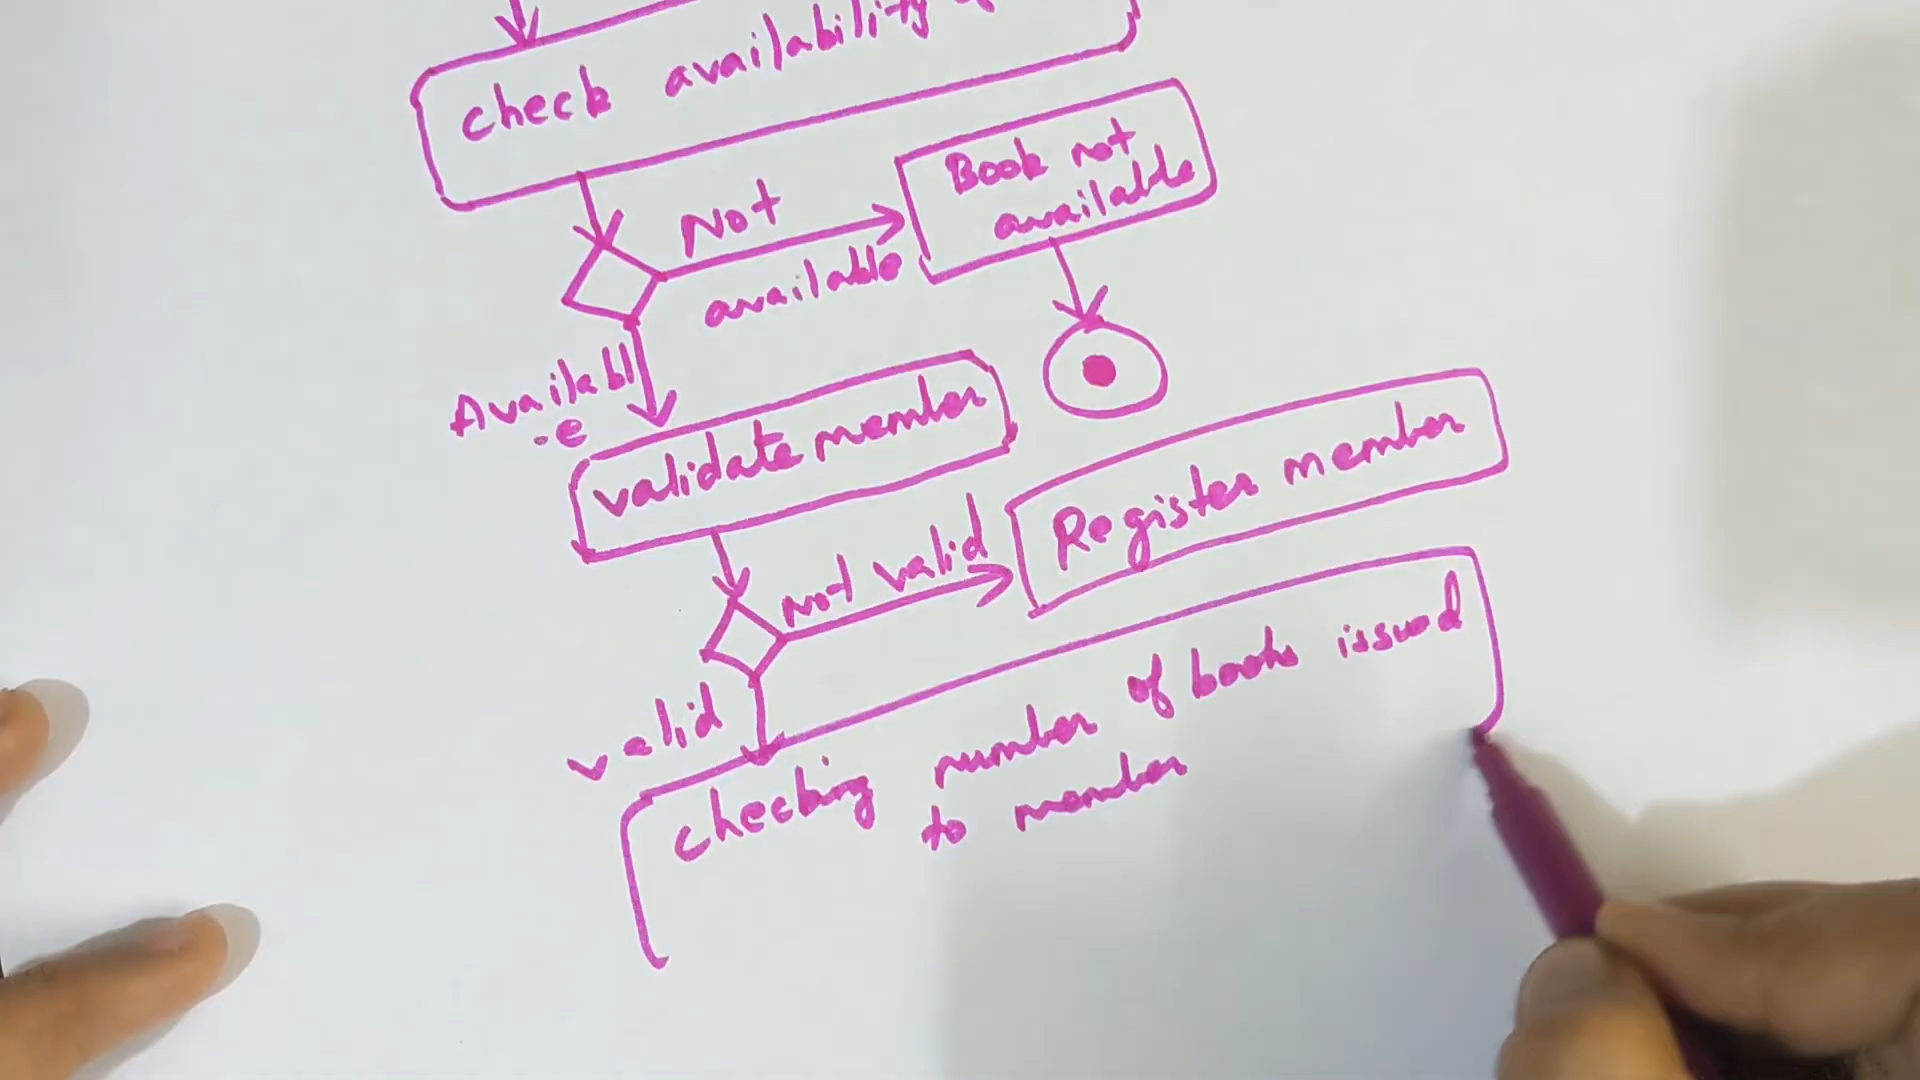 check availability
Not
available
Book not
available
Availabl
-e
validate member
Not valid
Register member
valid
checking number of books issued
to member